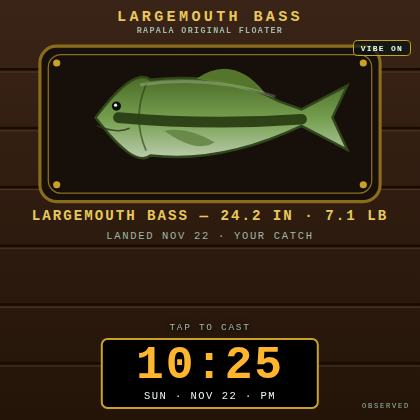 LARGEMOUTH BASS
RAPALA ORIGINAL FLOATER
VIBE ON
LARGEMOUTH BASS — 24.2 IN · 7.1 LB
LANDED NOV 22 · YOUR CATCH
TAP TO CAST
10:25
SUN · NOV 22 · PM
OBSERVED